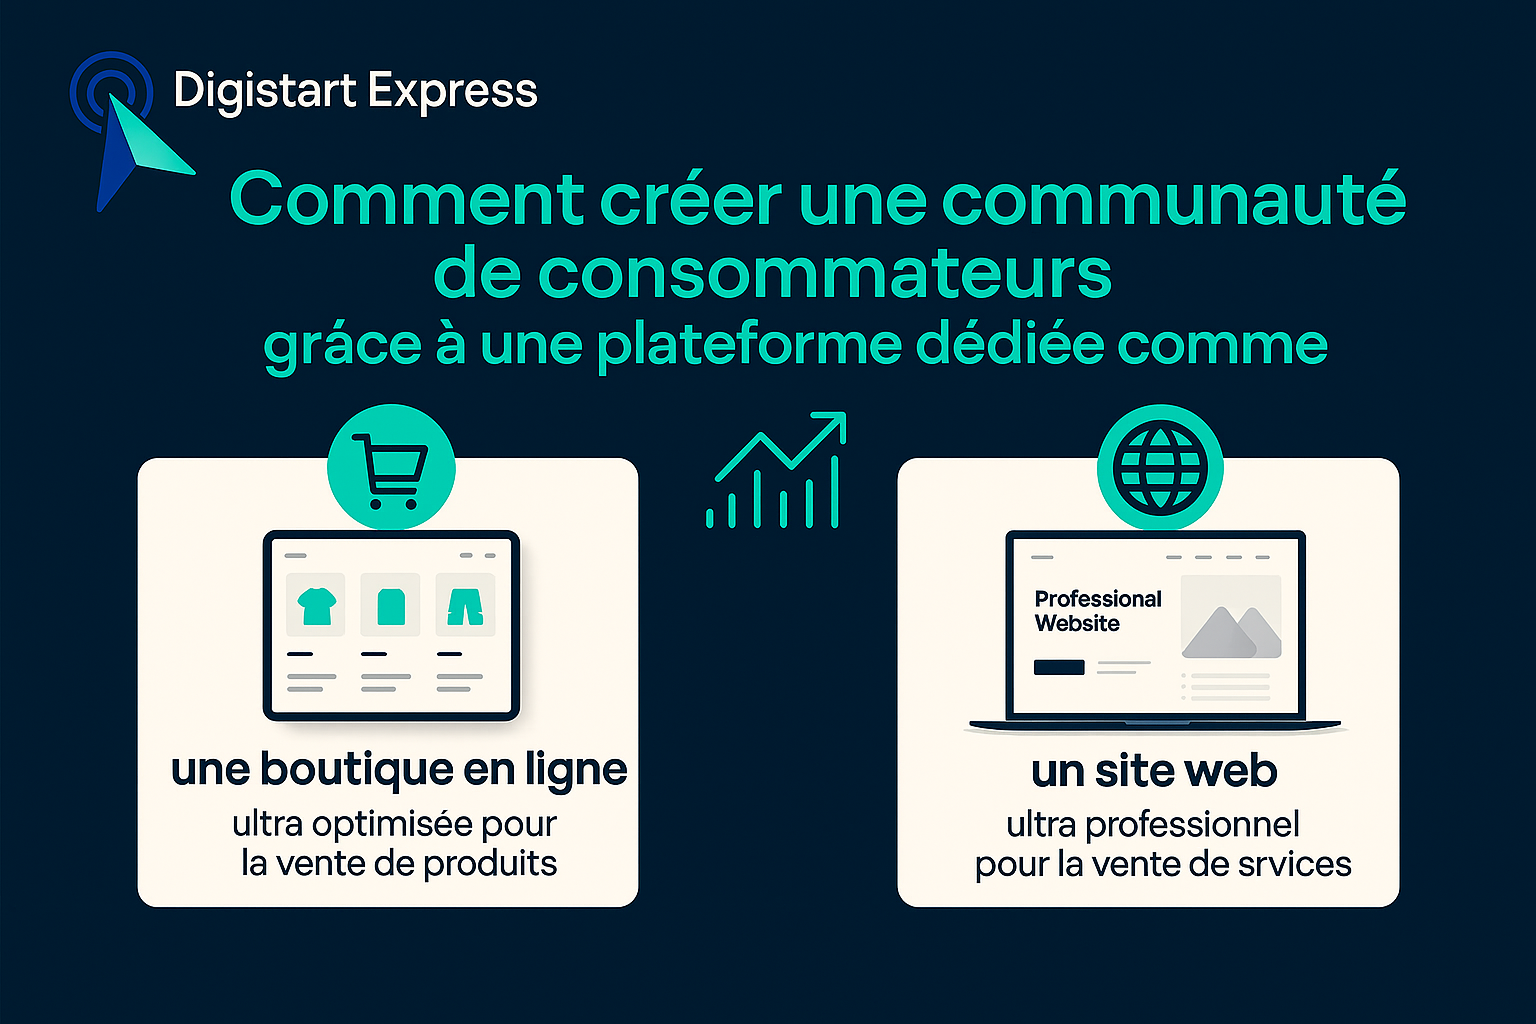 Digistart Express
Comment créer une communauté
de consommateurs
gráce à une plateforme dédiée comme
Professional
Website
une boutique en ligne
ultra optimisée pour
la vente de produits
un site web
ultra professionnel
pour la vente de srvices